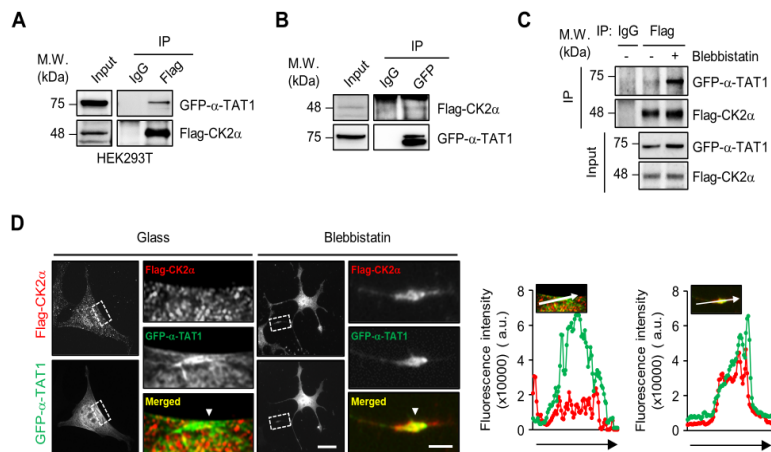 A
M.W.
(kDa)
Input
IP
IgG
Flag
75
GFP-α-TAT1
48
Flag-CK2α
HEK293T
B
M.W.
(kDa)
Input
IP
IgG
GFP
48
Flag-CK2α
75
GFP-α-TAT1
C
M.W.
(kDa)
IP: IgG Flag
- - + Blebbistatin
IP
75
GFP-α-TAT1
48
Flag-CK2α
Input
75
GFP-α-TAT1
48
Flag-CK2α
D
Glass
Blebbistatin
Flag-CK2α
GFP-α-TAT1
Flag-CK2α
GFP-α-TAT1
Merged
Flag-CK2α
GFP-α-TAT1
Merged
Fluorescence intensity
(x10000) ( a.u.)
8
6
4
2
0
Fluorescence intensity
(x10000) ( a.u.)
8
6
4
2
0